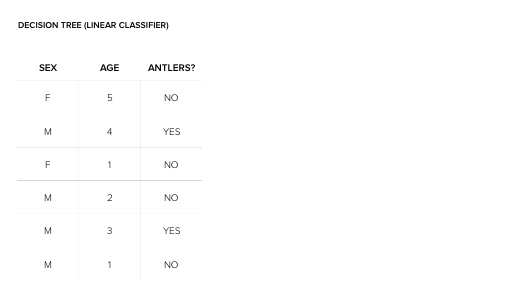 DECISION TREE (LINEAR CLASSIFIER)
SEX AGE ANTLERS?
F 5 NO
M 4 YES
F 1 NO
M 2 NO
M 3 YES
M 1 NO